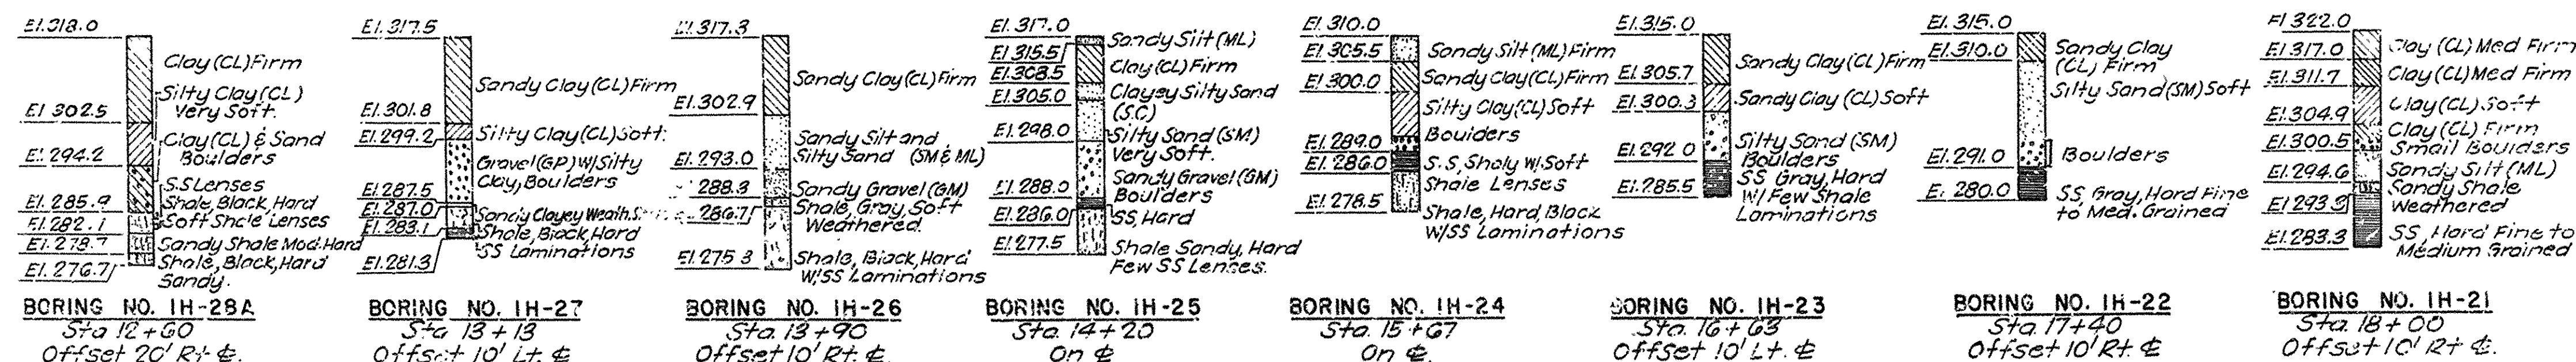 El. 318.0
Clay (CL) Firm
Silty Clay (CL)
Very Soft.
El 302.5
Clay (CL) & Sand
Boulders
El. 294.2
S.S Lenses
Shale, Black, Hard
El. 285.9
Soft Shale Lenses
El. 282.1
Sandy Shale Mod. Hard
El. 278.7
Shale, Black, Hard
El. 276.7
Sandy.
BORING NO. 1H-28A
Sta 12+60
Offset 20' Rt ℄.
El. 317.5
Sandy Clay (CL) Firm
El. 301.8
El. 299.2
Silty Clay (CL) Soft.
Gravel (GP) W/Silty
Clay, Boulders
El. 287.5
El. 287.0
Sandy Clayey Weath.
El. 283.1
Shale, Black, Hard
SS Laminations
El. 281.3
BORING NO. 1H-27
Sta 13+13
Offset 10' Lt. ℄
El. 317.3
Sandy Clay (CL) Firm
El. 302.9
Sandy Silt and
Silty Sand (SM & ML)
El. 293.0
288.3
Sandy Gravel (GM)
Shale, Gray, Soft
286.7
Weathered.
El. 275.3
Shale, Black, Hard
W/SS Laminations
BORING NO. 1H-26
Sta. 13+90
Offset 10' Rt. ℄.
El. 317.0
Sandy Silt (ML)
El. 315.5
Clay (CL) Firm
El. 308.5
Clayey Silty Sand
(S.C)
El. 305.0
El. 298.0
Silty Sand (SM)
Very Soft.
Sandy Gravel (GM)
Boulders
El. 288.0
El. 286.0
SS, Hard
El. 277.5
Shale Sandy, Hard
Few SS Lenses.
BORING NO. 1H-25
Sta. 14+20
On ℄
El. 310.0
El. 305.5
Sandy Silt (ML) Firm
El. 300.0
Sandy Clay (CL) Firm
Silty Clay (CL) Soft
Boulders
El. 289.0
El. 286.0
S.S, Shaly W/Soft
Shale Lenses
El. 278.5
Shale, Hard, Black
W/SS Laminations
BORING NO. 1H-24
Sta. 15+67
On ℄.
El. 315.0
Sandy Clay (CL) Firm
El. 305.7
El. 300.3
Sandy Clay (CL) Soft
Silty Sand (SM)
Boulders
El. 292.0
SS Gray, Hard
W/ Few Shale
Laminations
El. 285.5
BORING NO. 1H-23
Sta. 16+63
Offset 10' Lt. ℄
El. 315.0
El. 310.0
Sandy Clay
(CL) Firm
Silty Sand (SM) Soft
El. 291.0
Boulders
El. 280.0
SS, Gray, Hard Fine
to Med. Grained
BORING NO. 1H-22
Sta. 17+40
Offset 10' Rt. ℄
El 322.0
El. 317.0
Clay (CL) Med Firm
El. 311.7
Clay (CL) Med Firm
Clay (CL) Soft
El. 304.9
Clay (CL) Firm
Small Boulders
El. 300.5
Sandy Silt (ML)
El. 294.6
Sandy Shale
Weathered
El. 293.3
El. 283.3
SS, Hard Fine to
Medium Grained
BORING NO. 1H-21
Sta. 18+00
Offset 10' Rt ℄.